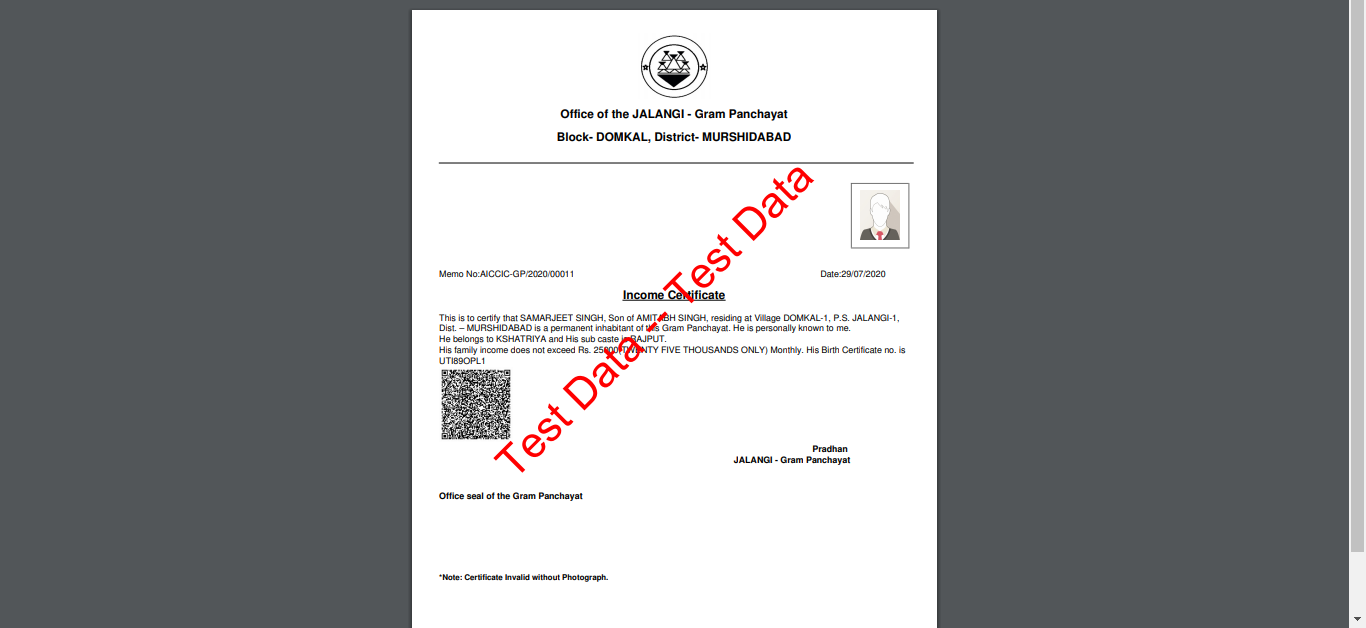 Office of the JALANGI - Gram Panchayat
Block- DOMKAL, District- MURSHIDABAD
Test Data -- Test Data
Memo No:AICCIC-GP/2020/00011
Date:29/07/2020
Income Certificate
This is to certify that SAMARJEET SINGH, Son of AMITABH SINGH, residing at Village DOMKAL-1, P.S. JALANGI-1,
Dist. – MURSHIDABAD is a permanent inhabitant of this Gram Panchayat. He is personally known to me.
He belongs to KSHATRIYA and His sub caste is RAJPUT.
His family income does not exceed Rs. 25000(TWENTY FIVE THOUSANDS ONLY) Monthly. His Birth Certificate no. is
UTI89OPL1
Pradhan
JALANGI - Gram Panchayat
Office seal of the Gram Panchayat
*Note: Certificate Invalid without Photograph.